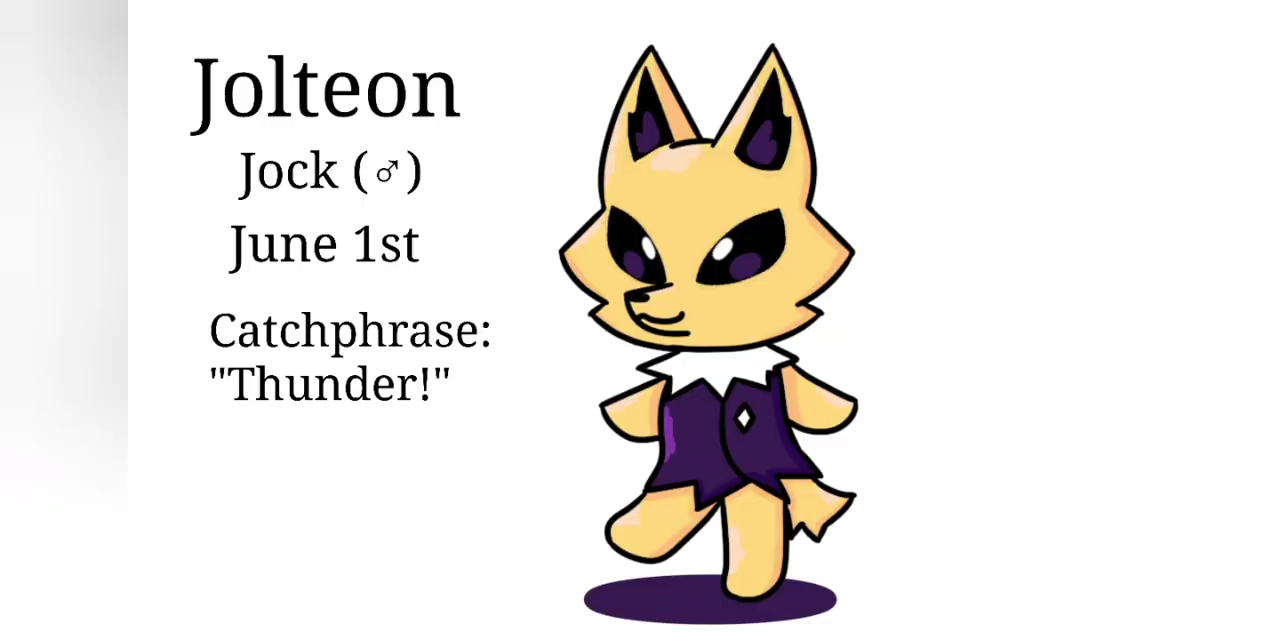 Jolteon
Jock (♂)
June 1st
Catchphrase:
"Thunder!"